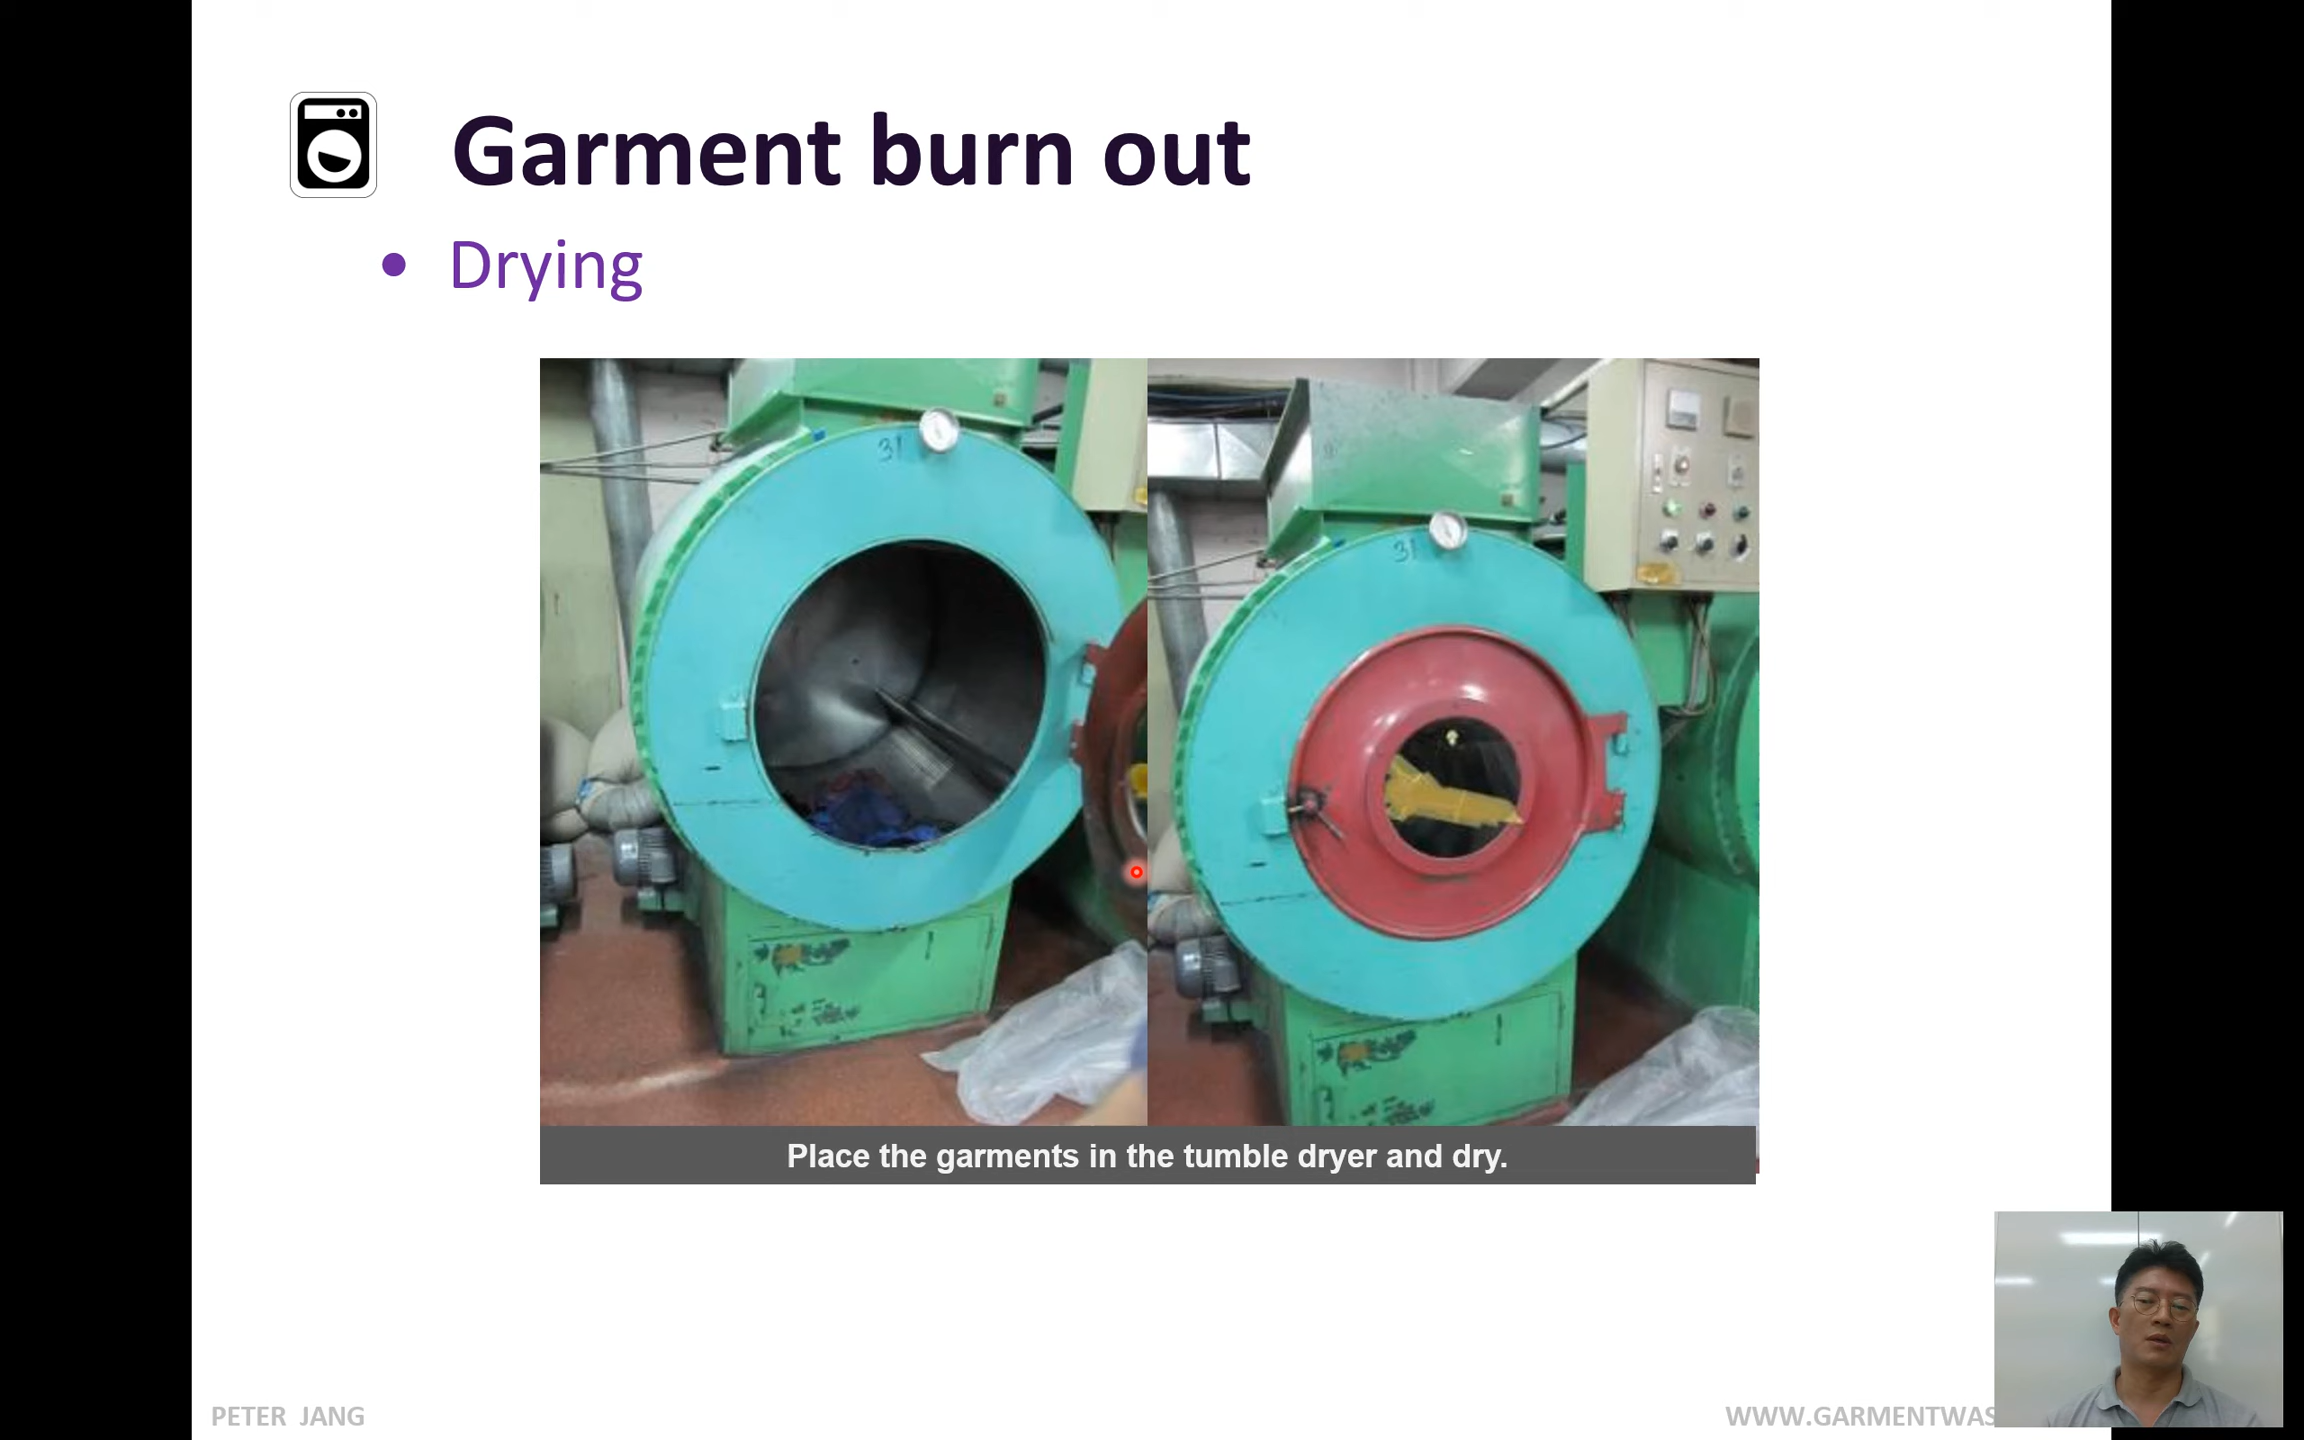 Garment burn out
• Drying
31
31
Place the garments in the tumble dryer and dry.
PETER JANG
WWW.GARMENTWAS